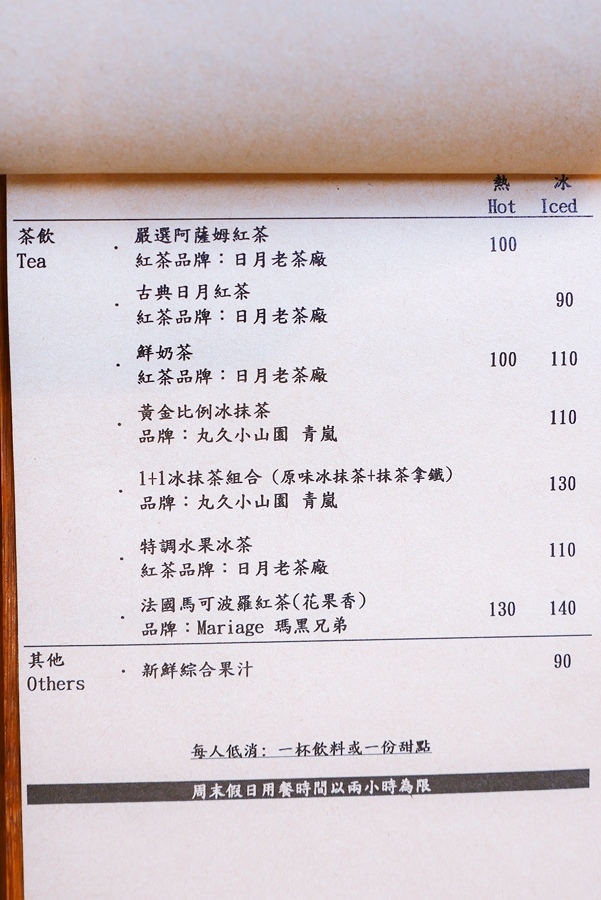 熱 冰
Hot Iced
茶飲 · 嚴選阿薩姆紅茶 100
Tea 紅茶品牌：日月老茶廠
· 古典日月紅茶 90
紅茶品牌：日月老茶廠
· 鮮奶茶 100 110
紅茶品牌：日月老茶廠
· 黃金比例冰抹茶 110
品牌：丸久小山園 青嵐
· 1+1冰抹茶組合 (原味冰抹茶+抹茶拿鐵) 130
品牌：丸久小山園 青嵐
· 特調水果冰茶 110
紅茶品牌：日月老茶廠
· 法國馬可波羅紅茶(花果香) 130 140
品牌：Mariage 瑪黑兄弟
其他 · 新鮮綜合果汁 90
Others
每人低消: 一杯飲料或一份甜點
周末假日用餐時間以兩小時為限